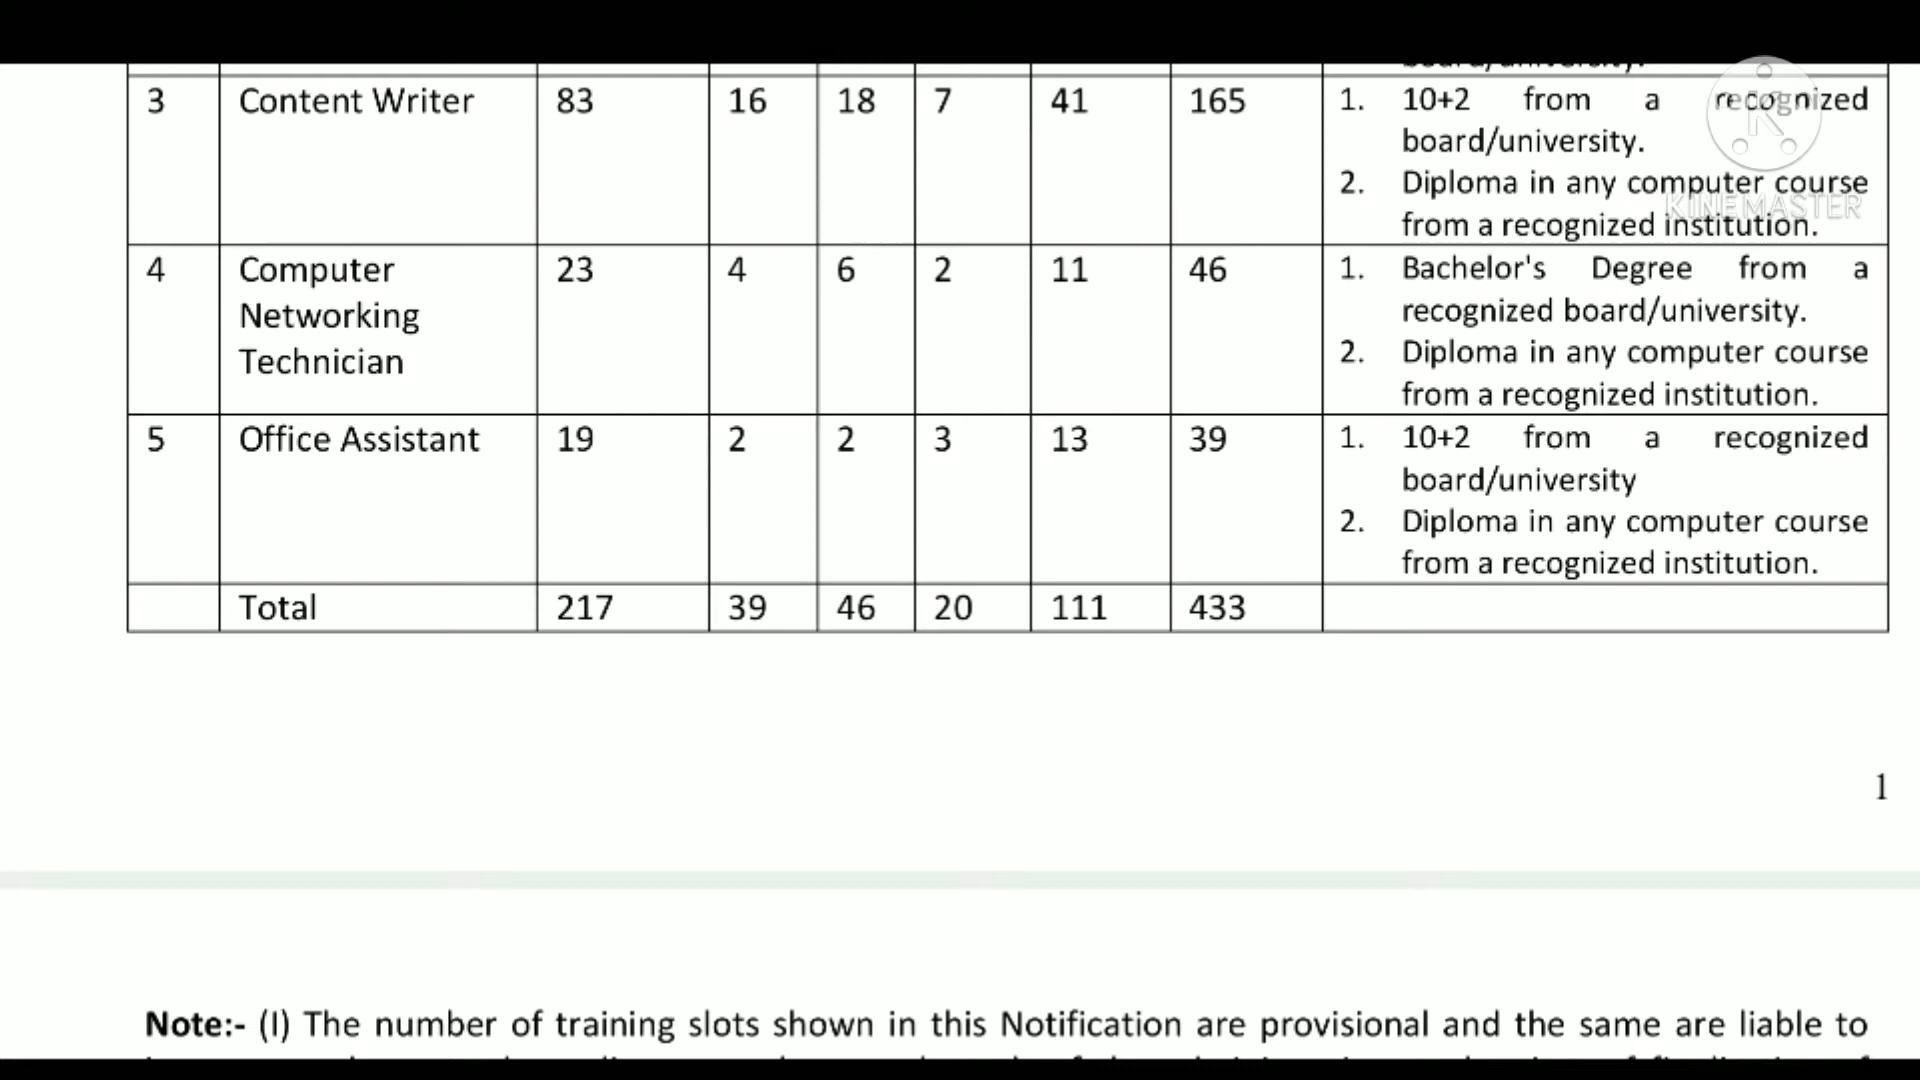 board/university.
3 Content Writer 83 16 18 7 41 165 1. 10+2 from a recognized
board/university.
2. Diploma in any computer course
from a recognized institution.
KINEMASTER
4 Computer 23 4 6 2 11 46 1. Bachelor's Degree from a
Networking recognized board/university.
Technician 2. Diploma in any computer course
from a recognized institution.
5 Office Assistant 19 2 2 3 13 39 1. 10+2 from a recognized
board/university
2. Diploma in any computer course
from a recognized institution.
Total 217 39 46 20 111 433
1
Note:- (I) The number of training slots shown in this Notification are provisional and the same are liable to